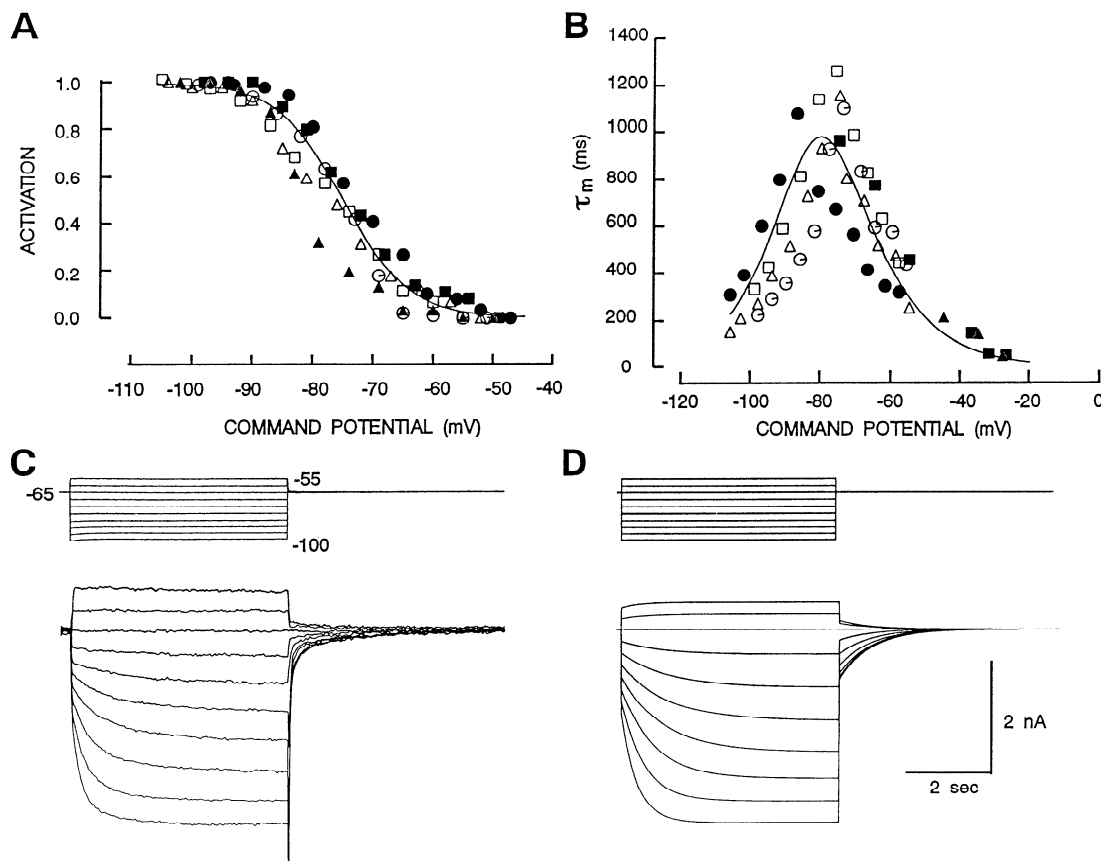 A
1.0
0.8
0.6
0.4
0.2
0.0
ACTIVATION
-110 -100 -90 -80 -70 -60 -50 -40
COMMAND POTENTIAL (mV)
B
1400
1200
1000
800
600
400
200
0
τm (ms)
-120 -100 -80 -60 -40 -20 0
COMMAND POTENTIAL (mV)
C
-65
-55
-100
D
2 nA
2 sec